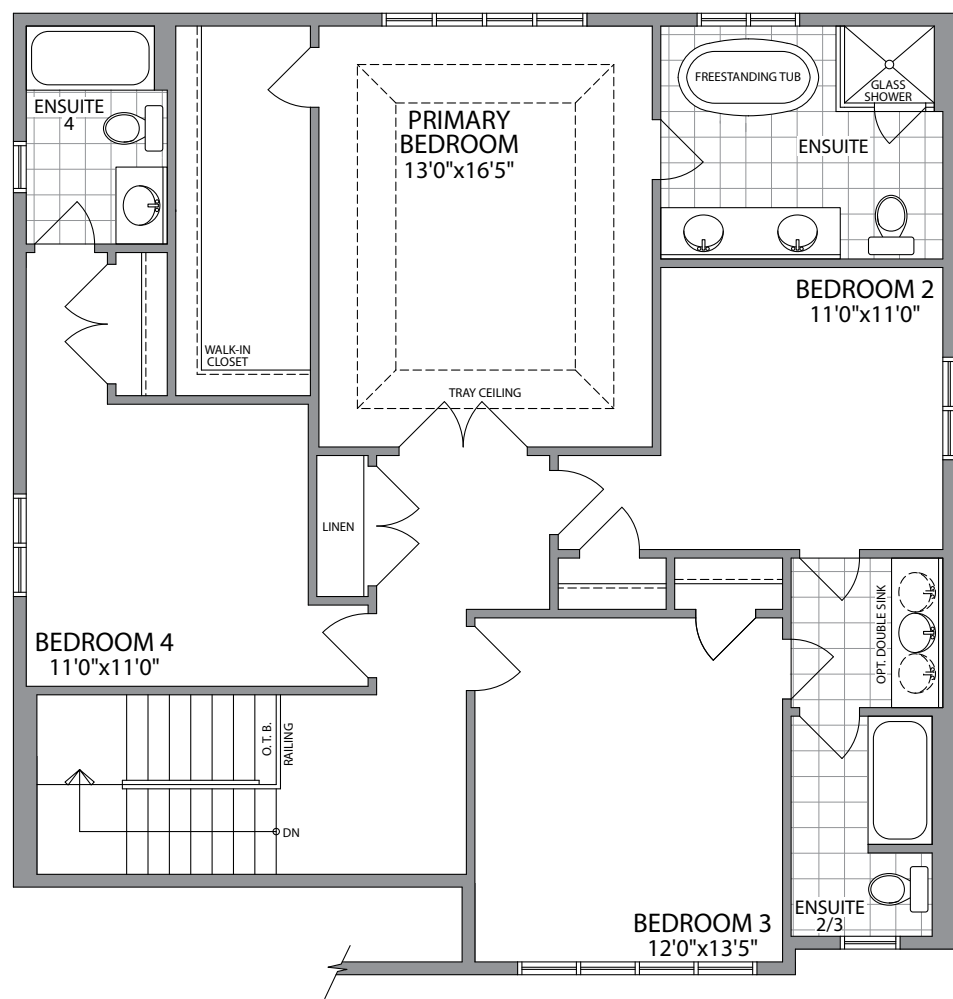 ENSUITE
4
PRIMARY
BEDROOM
13'0"x16'5"
FREESTANDING TUB
GLASS
SHOWER
ENSUITE
BEDROOM 2
11'0"x11'0"
WALK-IN
CLOSET
TRAY CEILING
LINEN
BEDROOM 4
11'0"x11'0"
OPT. DOUBLE SINK
O.T.B.
RAILING
DN
BEDROOM 3
12'0"x13'5"
ENSUITE
2/3